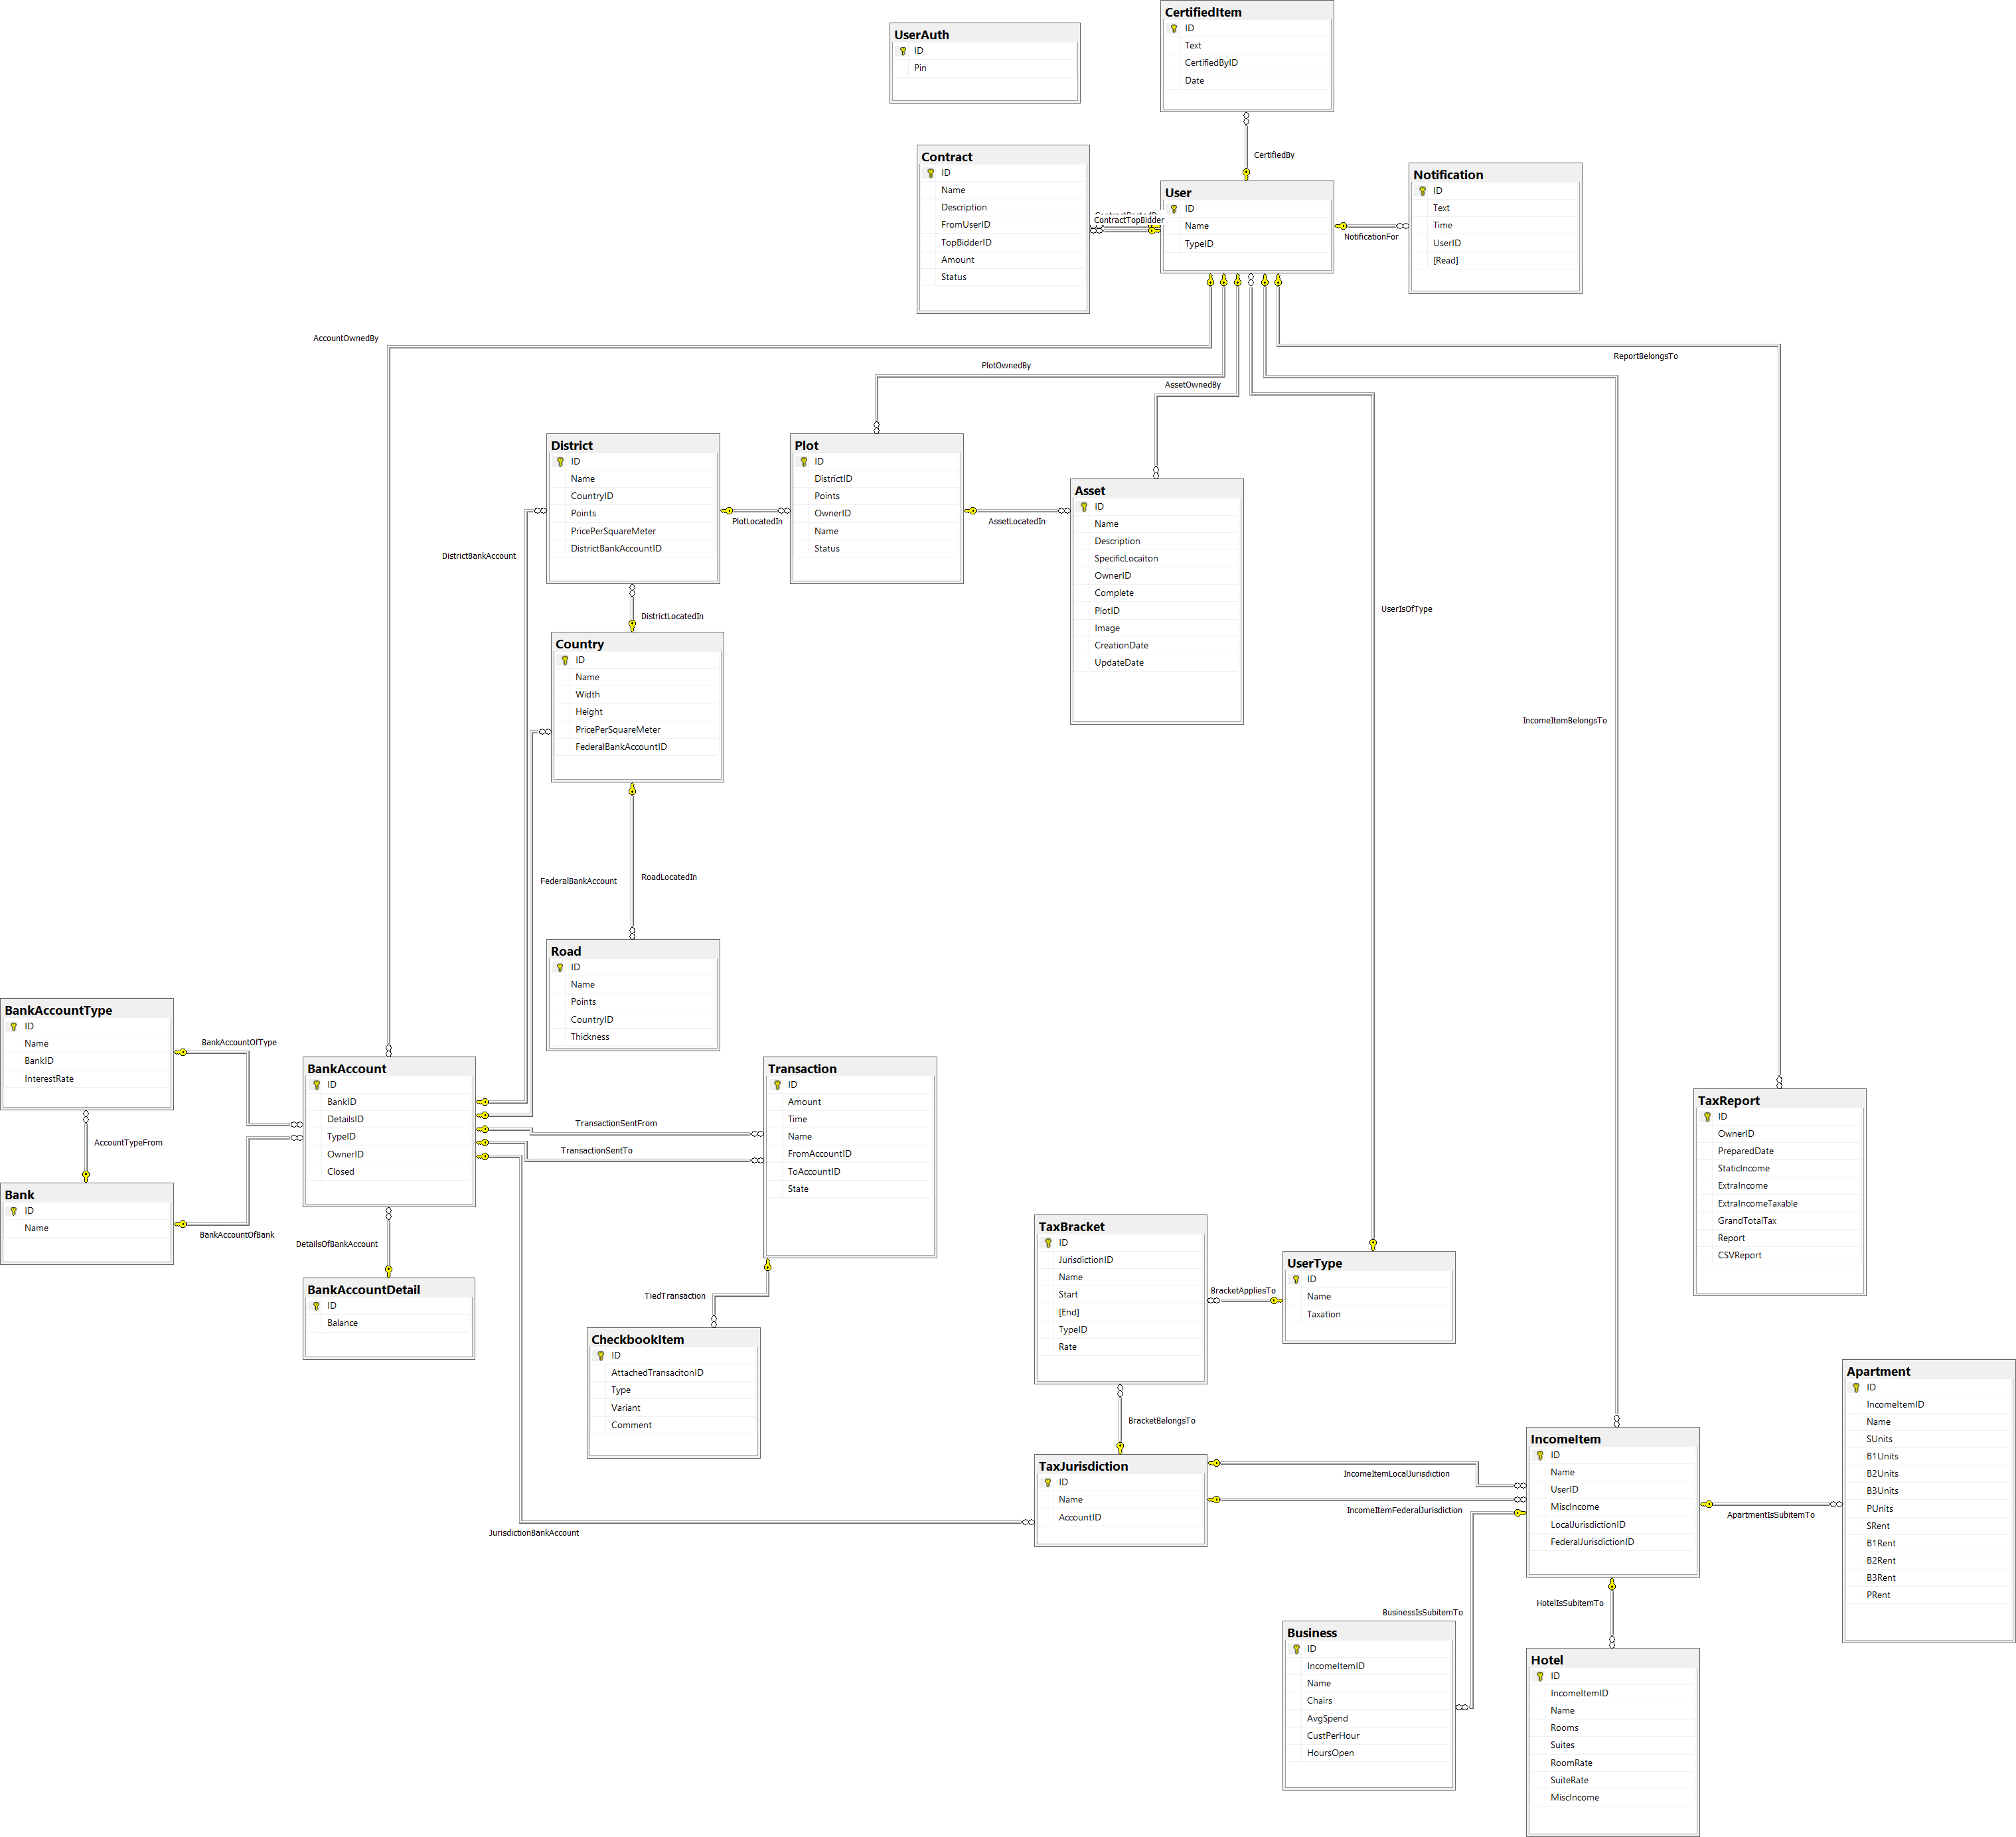 CertifiedItem
ID
Text
CertifiedByID
Date
UserAuth
ID
Pin
CertifiedBy
Contract
ID
Name
Description
FromUserID
TopBidderID
Amount
Status
ContractTopBidder
User
ID
Name
TypeID
Notification
ID
Text
Time
UserID
[Read]
NotificationFor
AccountOwnedBy
PlotOwnedBy
AssetOwnedBy
ReportBelongsTo
District
ID
Name
CountryID
Points
PricePerSquareMeter
DistrictBankAccountID
PlotLocatedIn
Plot
ID
DistrictID
Points
OwnerID
Name
Status
AssetLocatedIn
Asset
ID
Name
Description
SpecificLocaiton
OwnerID
Complete
PlotID
Image
CreationDate
UpdateDate
DistrictBankAccount
DistrictLocatedIn
UserIsOfType
Country
ID
Name
Width
Height
PricePerSquareMeter
FederalBankAccountID
IncomeItemBelongsTo
FederalBankAccount
RoadLocatedIn
Road
ID
Name
Points
CountryID
Thickness
BankAccountType
ID
Name
BankID
InterestRate
BankAccountOfType
AccountTypeFrom
BankAccount
ID
BankID
DetailsID
TypeID
OwnerID
Closed
TransactionSentFrom
TransactionSentTo
Transaction
ID
Amount
Time
Name
FromAccountID
ToAccountID
State
TaxReport
ID
OwnerID
PreparedDate
StaticIncome
ExtraIncome
ExtraIncomeTaxable
GrandTotalTax
Report
CSVReport
Bank
ID
Name
BankAccountOfBank
DetailsOfBankAccount
BankAccountDetail
ID
Balance
TiedTransaction
CheckbookItem
ID
AttachedTransacitonID
Type
Variant
Comment
TaxBracket
ID
JurisdictionID
Name
Start
[End]
TypeID
Rate
BracketAppliesTo
UserType
ID
Name
Taxation
BracketBelongsTo
TaxJurisdiction
ID
Name
AccountID
JurisdictionBankAccount
IncomeItemLocalJurisdiction
IncomeItemFederalJurisdiction
IncomeItem
ID
Name
UserID
MiscIncome
LocalJurisdictionID
FederalJurisdictionID
ApartmentIsSubitemTo
Apartment
ID
IncomeItemID
Name
SUnits
B1Units
B2Units
B3Units
PUnits
SRent
B1Rent
B2Rent
B3Rent
PRent
BusinessIsSubitemTo
HotelIsSubitemTo
Business
ID
IncomeItemID
Name
Chairs
AvgSpend
CustPerHour
HoursOpen
Hotel
ID
IncomeItemID
Name
Rooms
Suites
RoomRate
SuiteRate
MiscIncome